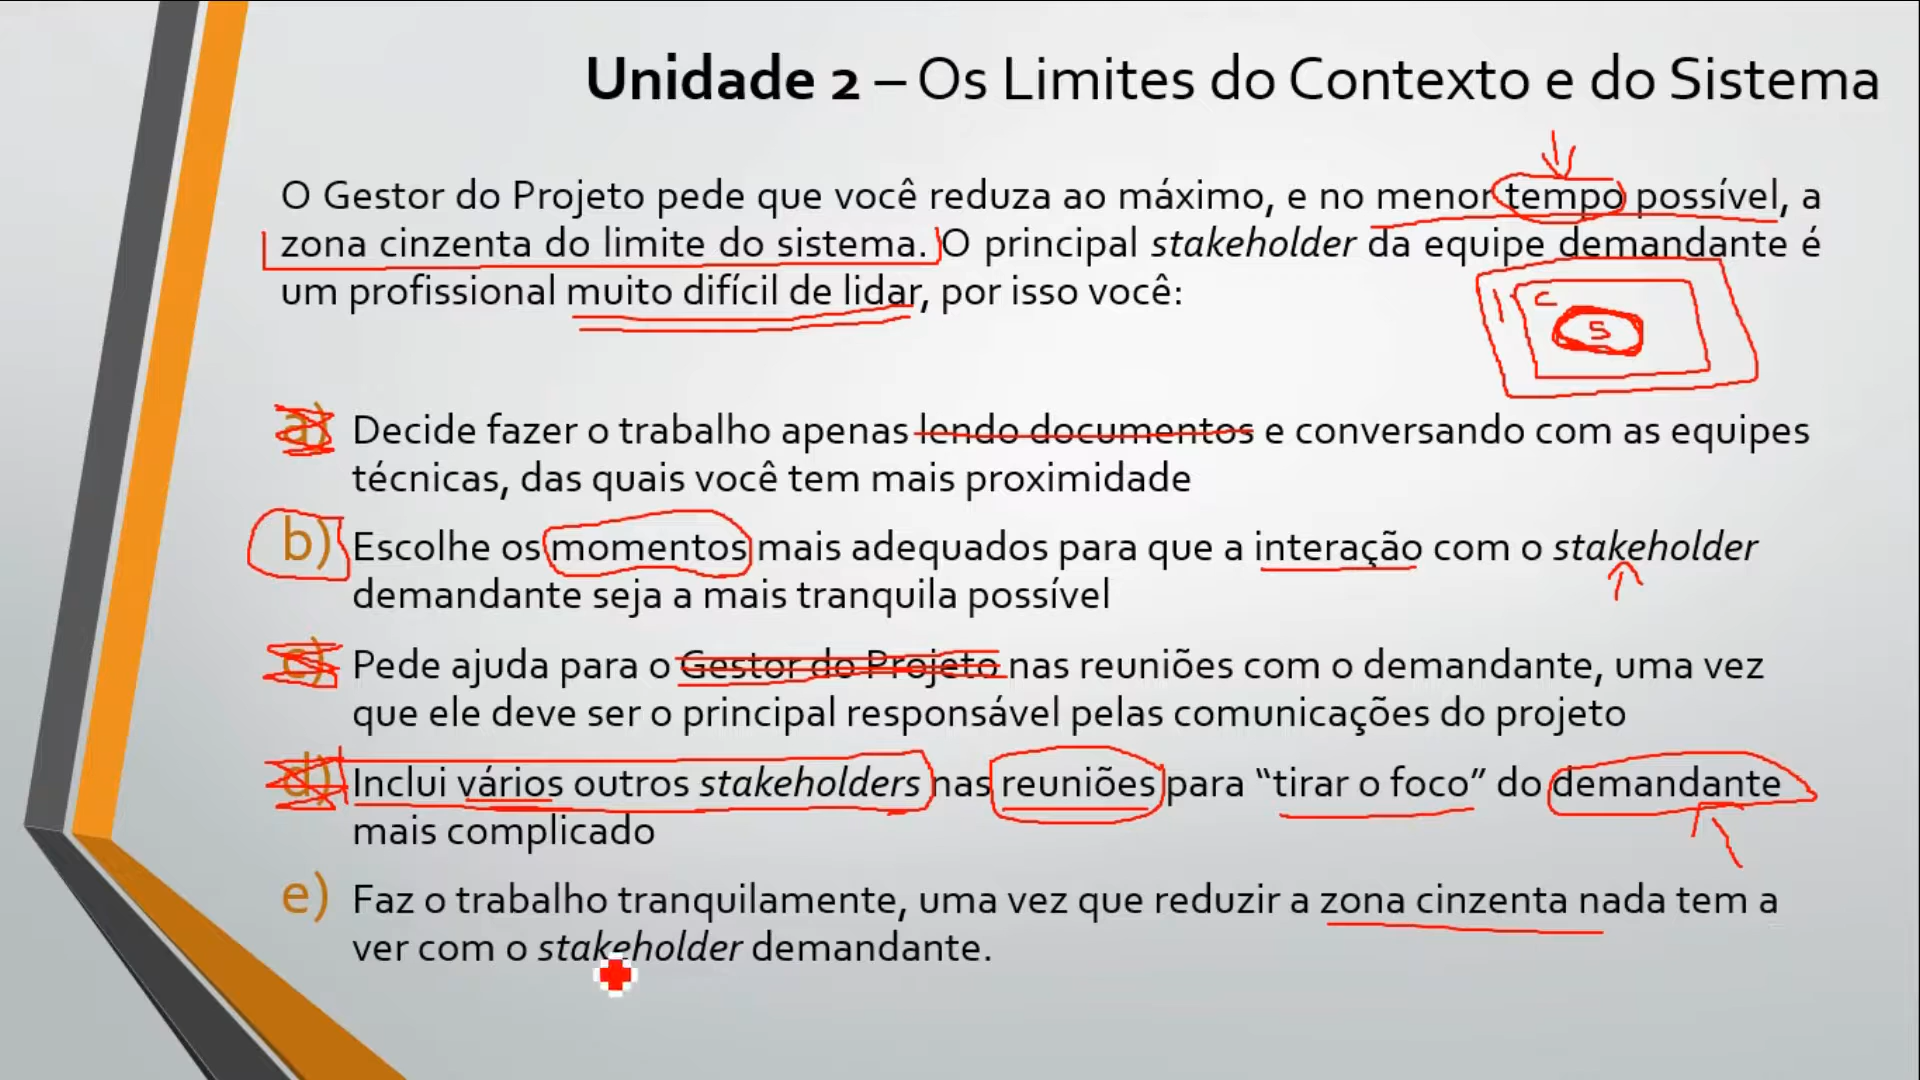 Unidade 2 – Os Limites do Contexto e do Sistema
O Gestor do Projeto pede que você reduza ao máximo, e no menor tempo possível, a
zona cinzenta do limite do sistema. O principal stakeholder da equipe demandante é
um profissional muito difícil de lidar, por isso você:
C
S
a) Decide fazer o trabalho apenas lendo documentos e conversando com as equipes
técnicas, das quais você tem mais proximidade
b) Escolhe os momentos mais adequados para que a interação com o stakeholder
demandante seja a mais tranquila possível
c) Pede ajuda para o Gestor do Projeto nas reuniões com o demandante, uma vez
que ele deve ser o principal responsável pelas comunicações do projeto
d) Inclui vários outros stakeholders nas reuniões para “tirar o foco” do demandante
mais complicado
e) Faz o trabalho tranquilamente, uma vez que reduzir a zona cinzenta nada tem a
ver com o stakeholder demandante.